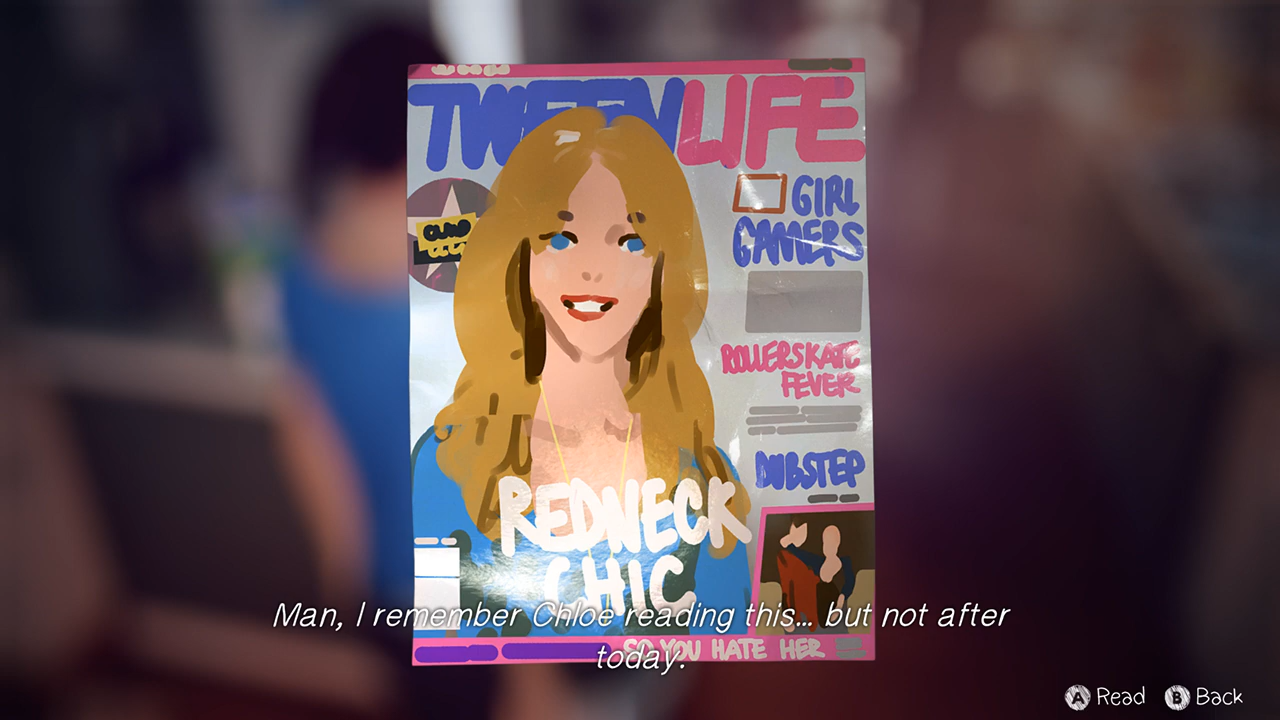 TWEENLIFE
GIRL
GAMERS
ROLLERSKATE
FEVER
DUBSTEP
REDNECK
CHIC
Man, I remember Chloe reading this... but not after
today.
SO YOU HATE HER
A Read B Back